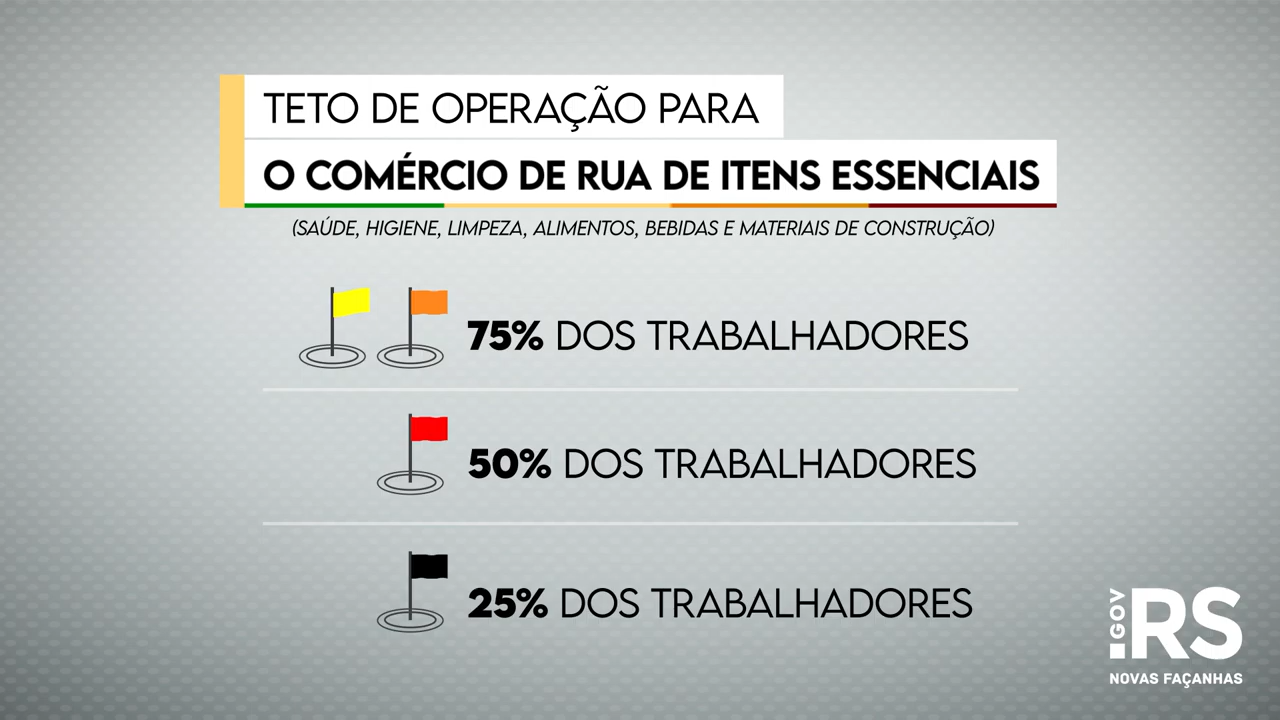 TETO DE OPERAÇÃO PARA
O COMÉRCIO DE RUA DE ITENS ESSENCIAIS
(SAÚDE, HIGIENE, LIMPEZA, ALIMENTOS, BEBIDAS E MATERIAIS DE CONSTRUÇÃO)
75% DOS TRABALHADORES
50% DOS TRABALHADORES
25% DOS TRABALHADORES
.GOV
RS
NOVAS FAÇANHAS